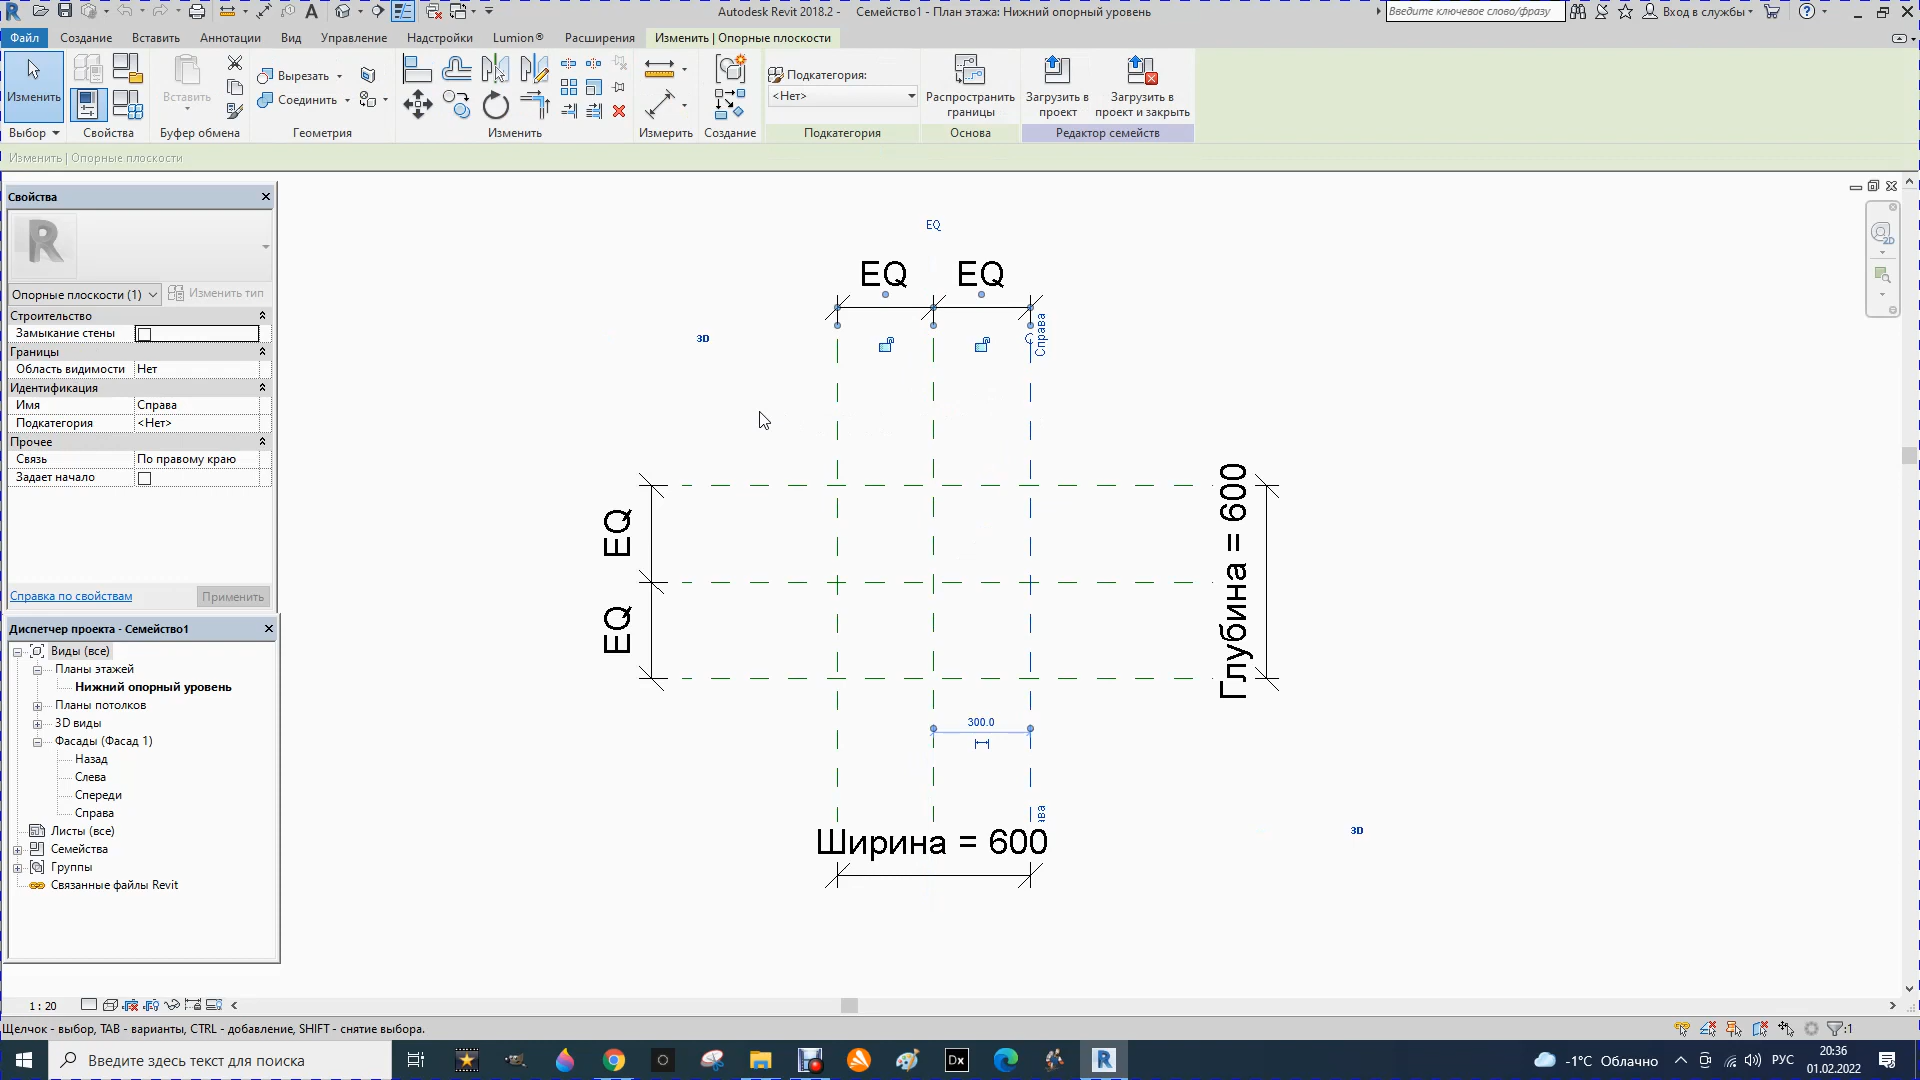 Autodesk Revit 2018.2 - Семейство1 - План этажа: Нижний опорный уровень
Введите ключевое слово/фразу
Вход в службы
Файл Создание Вставить Аннотации Вид Управление Надстройки Lumion® Расширения Изменить | Опорные плоскости
Изменить
Вставить
Вырезать
Соединить
Подкатегория:
<Нет>
Распространить границы
Загрузить в проект
Загрузить в проект и закрыть
Выбор Свойства Буфер обмена Геометрия Изменить Измерить Создание Подкатегория Основа Редактор семейств
Изменить | Опорные плоскости
Свойства
R
Опорные плоскости (1) Изменить тип
Строительство
Замыкание стены
Границы
Область видимости Нет
Идентификация
Имя Справа
Подкатегория <Нет>
Прочее
Связь По правому краю
Задает начало
Справка по свойствам Применить
Диспетчер проекта - Семейство1
Виды (все)
Планы этажей
Нижний опорный уровень
Планы потолков
3D виды
Фасады (Фасад 1)
Назад
Слева
Спереди
Справа
Листы (все)
Семейства
Группы
Связанные файлы Revit
EQ
EQ EQ
Справа
3D
EQ
EQ
Глубина = 600
300.0
ава
Ширина = 600
3D
2D
1 : 20
Щелчок - выбор, TAB - варианты, CTRL - добавление, SHIFT - снятие выбора.
:1
Введите здесь текст для поиска
Dx
R
-1°C Облачно
РУС
20:36
01.02.2022